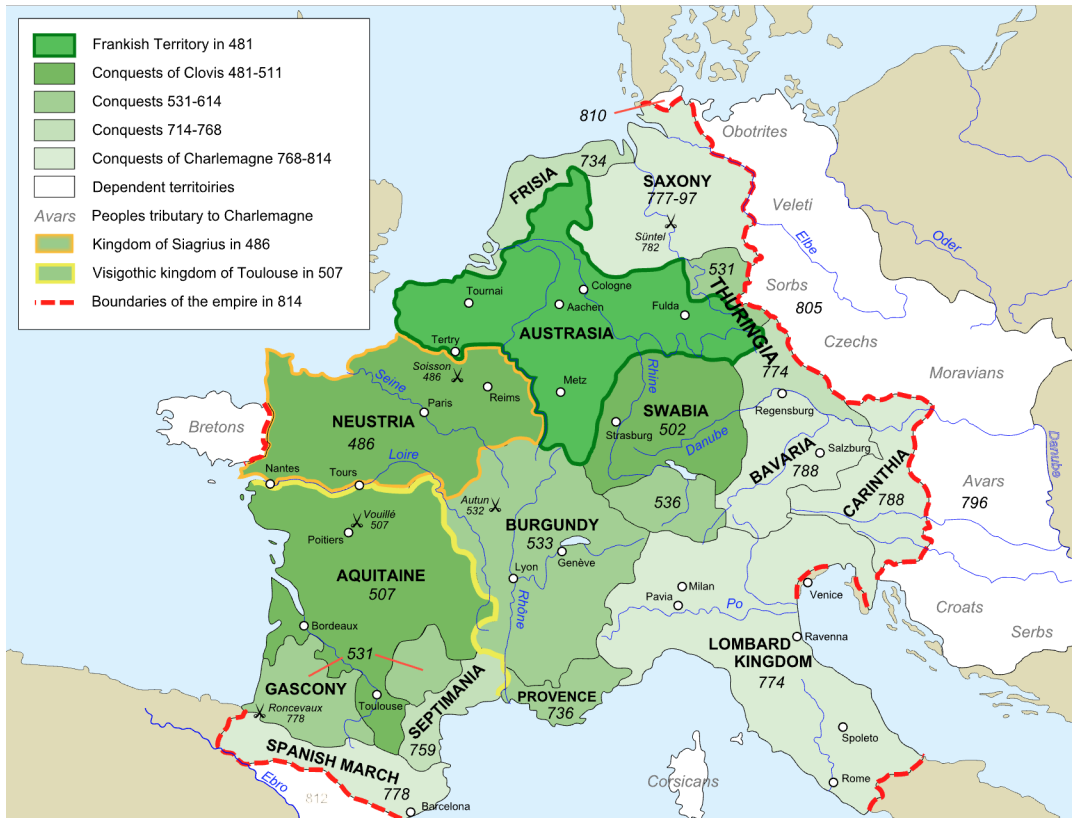 Frankish Territory in 481
Conquests of Clovis 481-511
Conquests 531-614
Conquests 714-768
Conquests of Charlemagne 768-814
Dependent territoiries
Avars Peoples tributary to Charlemagne
Kingdom of Siagrius in 486
Visigothic kingdom of Toulouse in 507
Boundaries of the empire in 814
810
Obotrites
734
FRISIA
SAXONY
777-97
Süntel
782
Veleti
Elbe
Oder
531
Sorbs
805
THURINGIA
Czechs
Moravians
Tournai
Cologne
Aachen
Fulda
AUSTRASIA
Tertry
Soisson
486
Seine
Paris
Reims
Metz
Rhine
774
Regensburg
NEUSTRIA
486
Bretons
SWABIA
502
Strasburg
Danube
BAVARIA
788
Salzburg
CARINTHIA
788
Danube
Avars
796
Loire
Nantes
Tours
Autun
532
536
Vouillé
507
Poitiers
BURGUNDY
533
Genève
Lyon
Rhône
AQUITAINE
507
Milan
Pavia
Po
Venice
Croats
Serbs
Bordeaux
Ravenna
LOMBARD
KINGDOM
774
531
GASCONY
Roncevaux
778
Toulouse
SEPTIMANIA
759
PROVENCE
736
SPANISH MARCH
778
Ebro
812
Barcelona
Corsicans
Spoleto
Rome